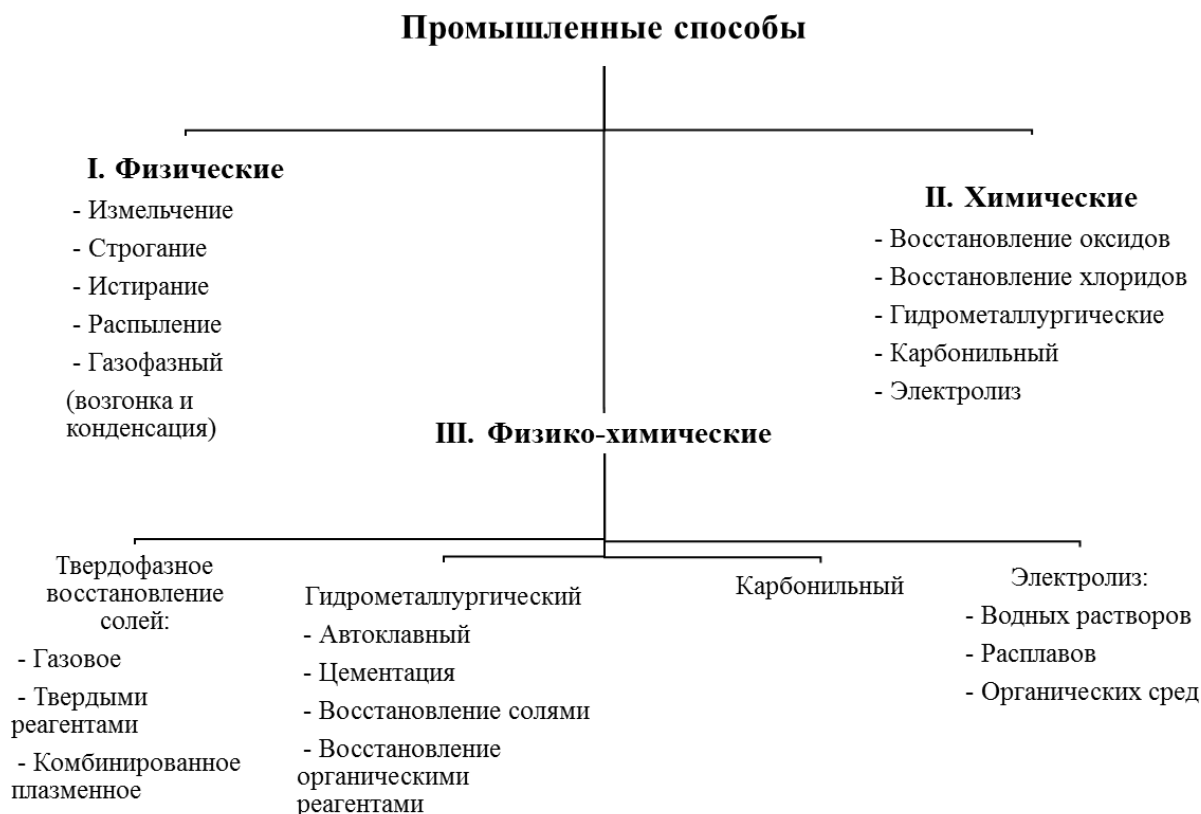 Промышленные способы
I. Физические
- Измельчение
- Строгание
- Истирание
- Распыление
- Газофазный
(возгонка и
конденсация)
II. Химические
- Восстановление оксидов
- Восстановление хлоридов
- Гидрометаллургические
- Карбонильный
- Электролиз
III. Физико-химические
Твердофазное
восстановление
солей:
- Газовое
- Твердыми
реагентами
- Комбинированное
плазменное
Гидрометаллургический
- Автоклавный
- Цементация
- Восстановление солями
- Восстановление
органическими
реагентами
Карбонильный
Электролиз:
- Водных растворов
- Расплавов
- Органических сред